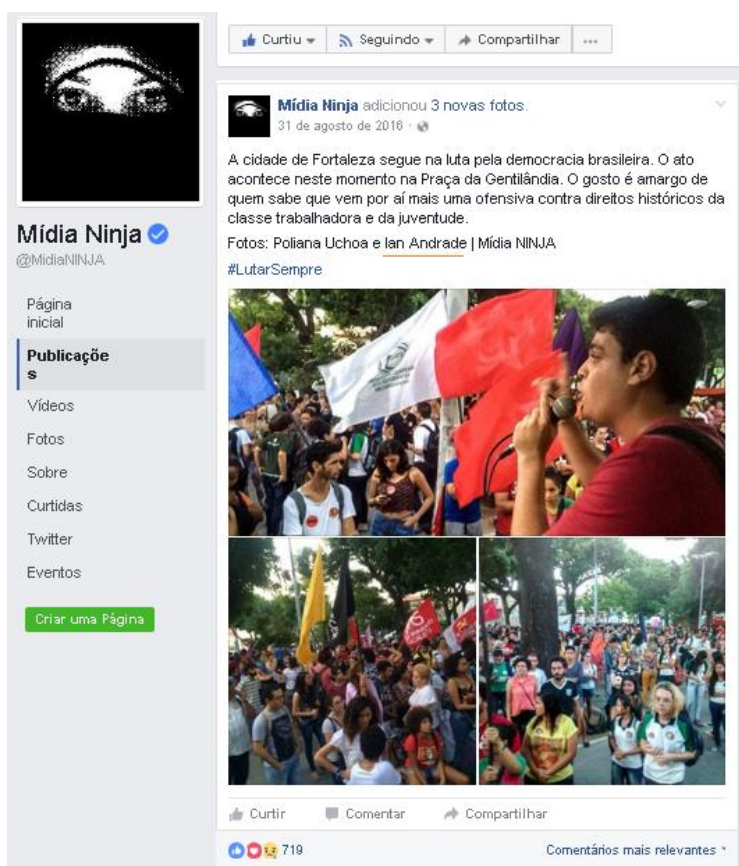 Curtiu
Seguindo
Compartilhar
Mídia Ninja adicionou 3 novas fotos.
31 de agosto de 2016
A cidade de Fortaleza segue na luta pela democracia brasileira. O ato
acontece neste momento na Praça da Gentilândia. O gosto é amargo de
quem sabe que vem por aí mais uma ofensiva contra direitos históricos da
classe trabalhadora e da juventude.
Fotos: Poliana Uchoa e Ian Andrade | Mídia NINJA
#LutarSempre
Mídia Ninja
@MidiaNINJA
Página
inicial
Publicaçõe
s
Vídeos
Fotos
Sobre
Curtidas
Twitter
Eventos
Criar uma Página
Curtir
Comentar
Compartilhar
719
Comentários mais relevantes